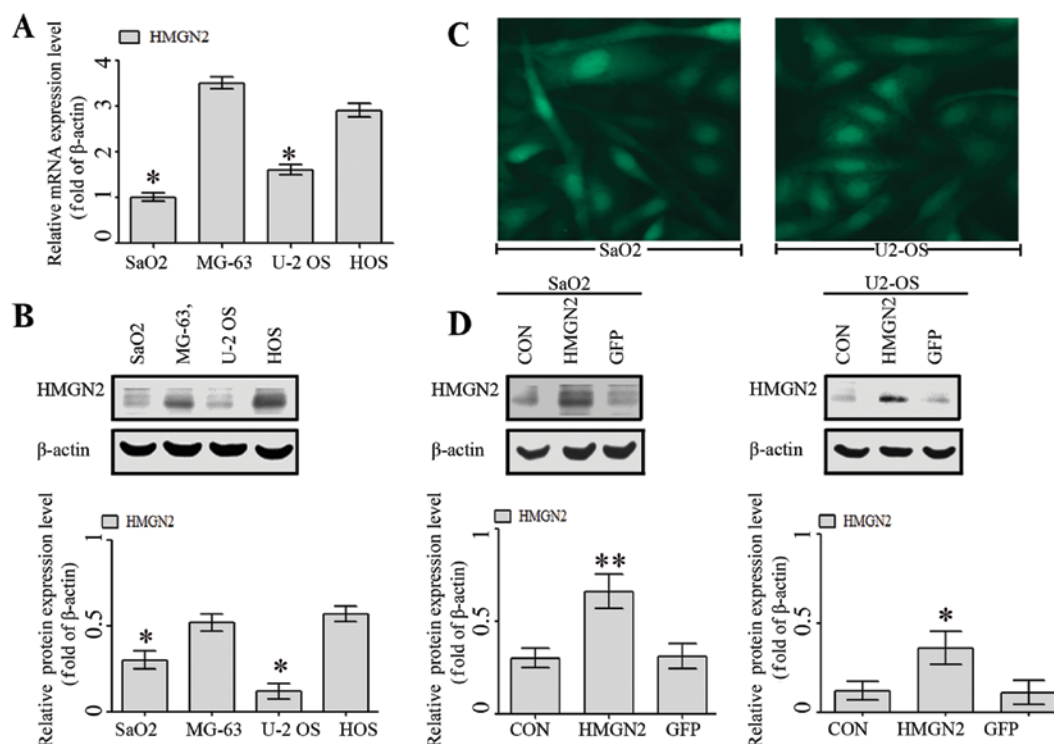 A
HMGN2
Relative mRNA expression level
(fold of β-actin)
4
3
2
1
0
*
*
SaO2 MG-63 U-2 OS HOS
C
SaO2
U2-OS
B
SaO2
MG-63,
U-2 OS
HOS
HMGN2
β-actin
HMGN2
Relative protein expression level
(fold of β-actin)
1
0.5
0
*
*
SaO2 MG-63 U-2 OS HOS
D
SaO2
CON
HMGN2
GFP
HMGN2
β-actin
HMGN2
Relative protein expression level
(fold of β-actin)
1
0.5
0
**
CON HMGN2 GFP
U2-OS
CON
HMGN2
GFP
HMGN2
β-actin
HMGN2
Relative protein expression level
(fold of β-actin)
1
0.5
0
*
CON HMGN2 GFP